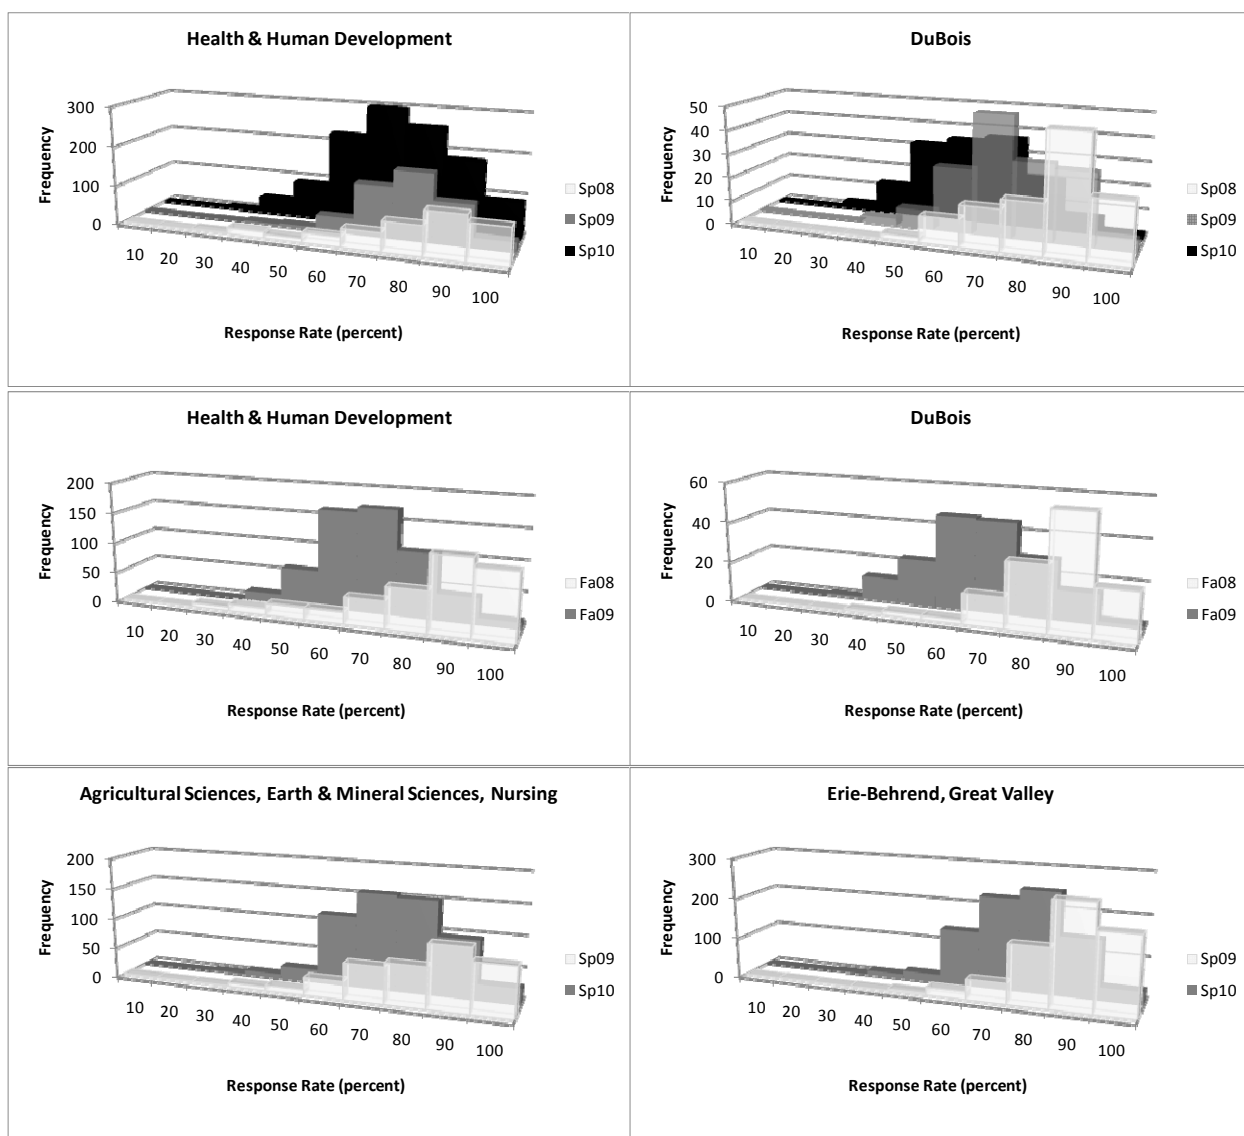 Health & Human Development
300
200
100
0
Frequency
10 20 30 40 50 60 70 80 90 100
Response Rate (percent)
Sp08
Sp09
Sp10
DuBois
50
40
30
20
10
0
Frequency
10 20 30 40 50 60 70 80 90 100
Response Rate (percent)
Sp08
Sp09
Sp10
Health & Human Development
200
150
100
50
0
Frequency
10 20 30 40 50 60 70 80 90 100
Response Rate (percent)
Fa08
Fa09
DuBois
60
40
20
0
Frequency
10 20 30 40 50 60 70 80 90 100
Response Rate (percent)
Fa08
Fa09
Agricultural Sciences, Earth & Mineral Sciences, Nursing
200
150
100
50
0
Frequency
10 20 30 40 50 60 70 80 90 100
Response Rate (percent)
Sp09
Sp10
Erie-Behrend, Great Valley
300
200
100
0
Frequency
10 20 30 40 50 60 70 80 90 100
Response Rate (percent)
Sp09
Sp10